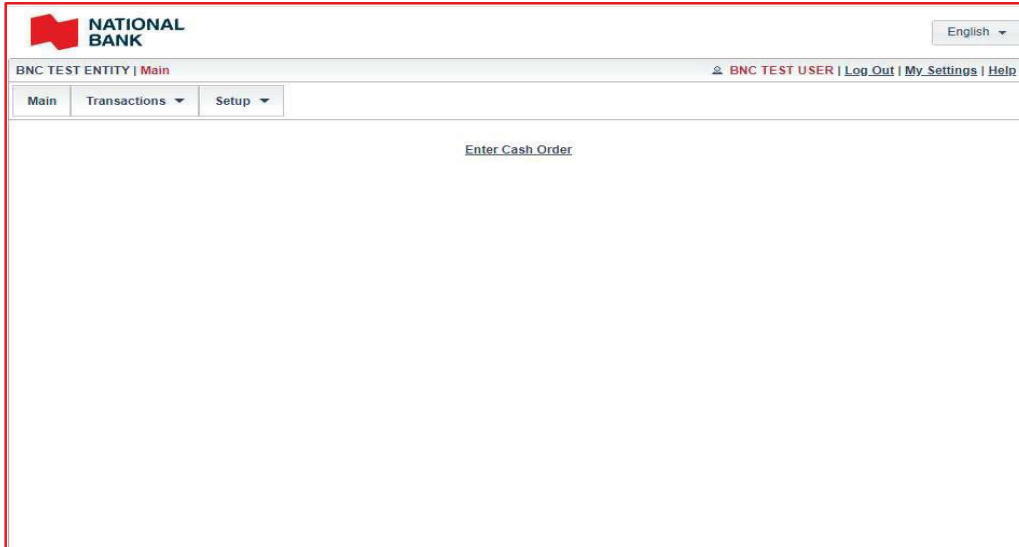 NATIONAL
BANK
English
BNC TEST ENTITY | Main
BNC TEST USER | Log Out | My Settings | Help
Main Transactions Setup
Enter Cash Order